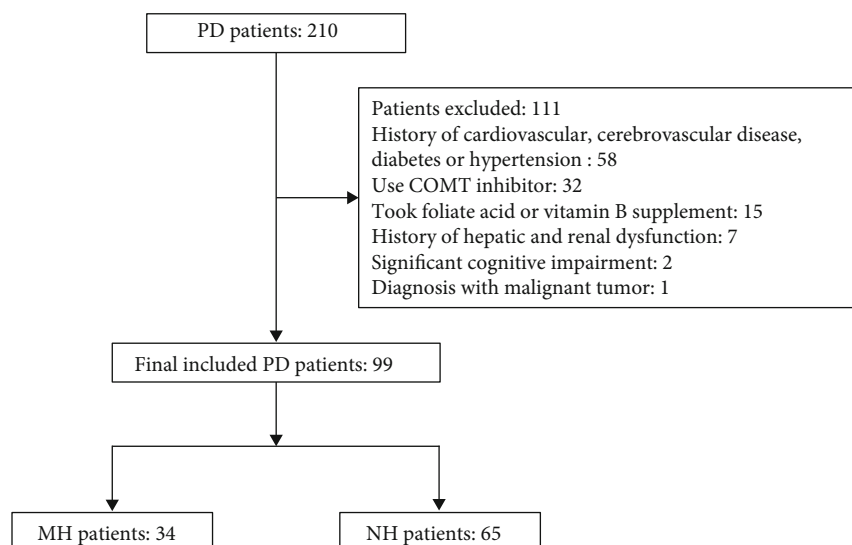 PD patients: 210
Patients excluded: 111
History of cardiovascular, cerebrovascular disease,
diabetes or hypertension : 58
Use COMT inhibitor: 32
Took foliate acid or vitamin B supplement: 15
History of hepatic and renal dysfunction: 7
Significant cognitive impairment: 2
Diagnosis with malignant tumor: 1
Final included PD patients: 99
MH patients: 34
NH patients: 65